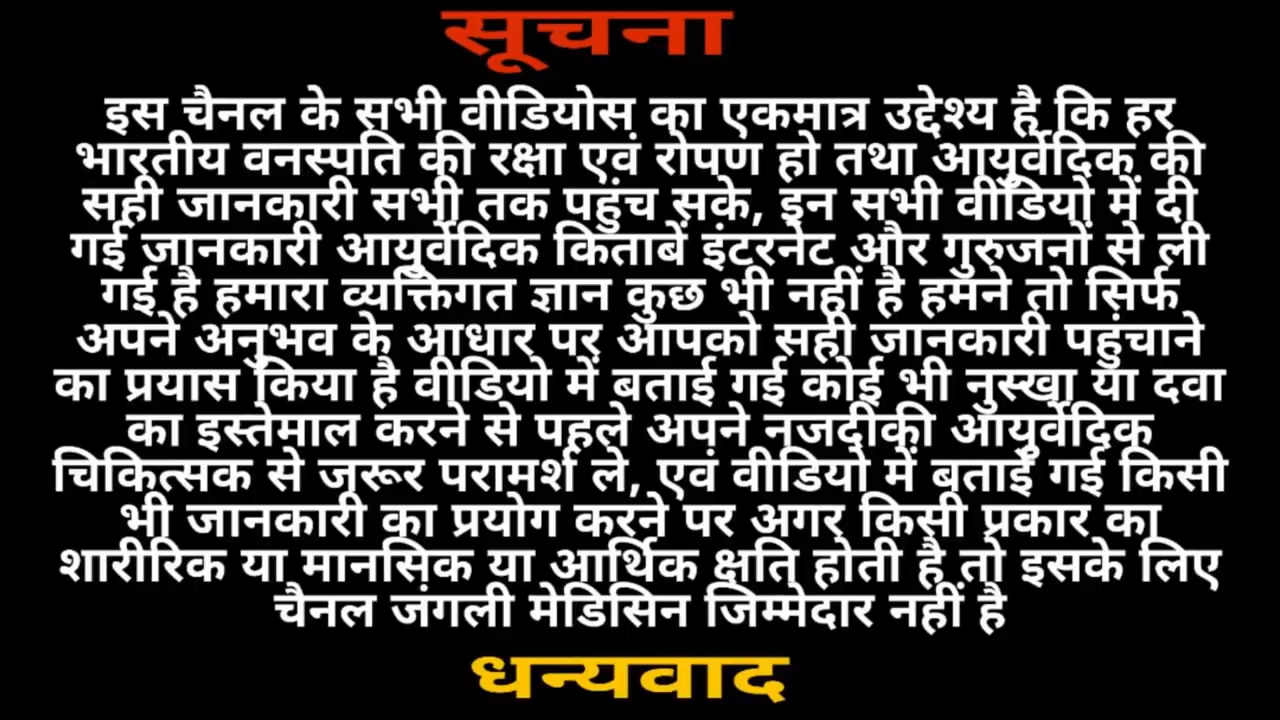 सूचना
इस चैनल के सभी वीडियोस का एकमात्र उद्देश्य है कि हर
भारतीय वनस्पति की रक्षा एवं रोपण हो तथा आयुर्वेदिक की
सही जानकारी सभी तक पहुंच सके, इन सभी वीडियो में दी
गई जानकारी आयुर्वेदिक किताबें इंटरनेट और गुरुजनों से ली
गई है हमारा व्यक्तिगत ज्ञान कुछ भी नहीं है हमने तो सिर्फ
अपने अनुभव के आधार पर आपको सही जानकारी पहुंचाने
का प्रयास किया है वीडियो में बताई गई कोई भी नुस्खा या दवा
का इस्तेमाल करने से पहले अपने नजदीकी आयुर्वेदिक
चिकित्सक से जरूर परामर्श ले, एवं वीडियो में बताई गई किसी
भी जानकारी का प्रयोग करने पर अगर किसी प्रकार का
शारीरिक या मानसिक या आर्थिक क्षति होती है तो इसके लिए
चैनल जंगली मेडिसिन जिम्मेदार नहीं है
धन्यवाद